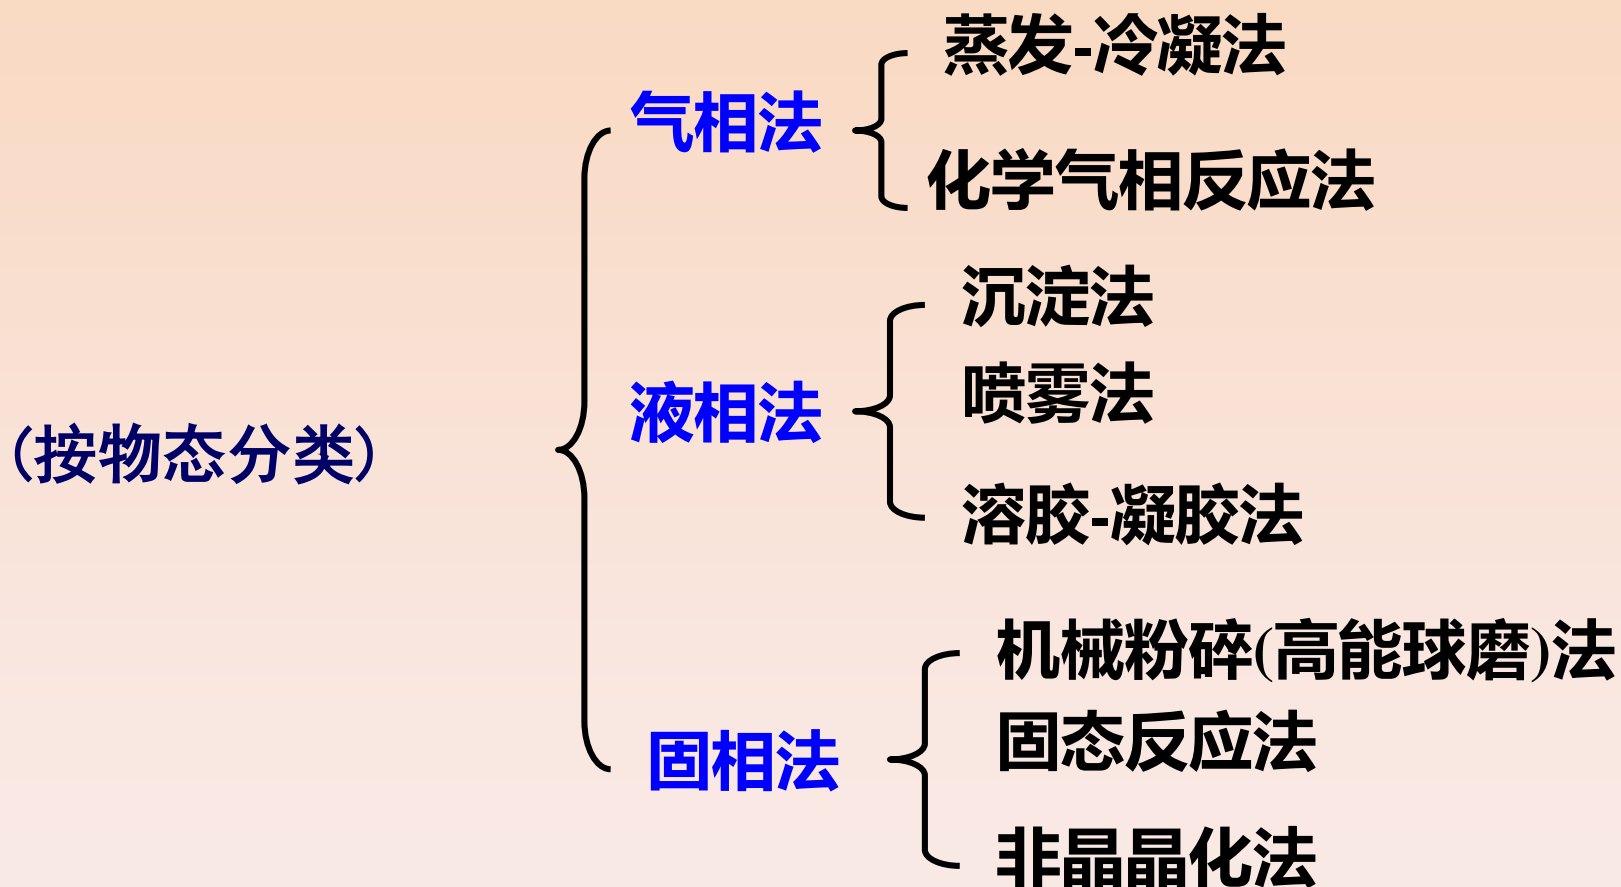 (按物态分类)
气相法
蒸发-冷凝法
化学气相反应法
液相法
沉淀法
喷雾法
溶胶-凝胶法
固相法
机械粉碎(高能球磨)法
固态反应法
非晶晶化法